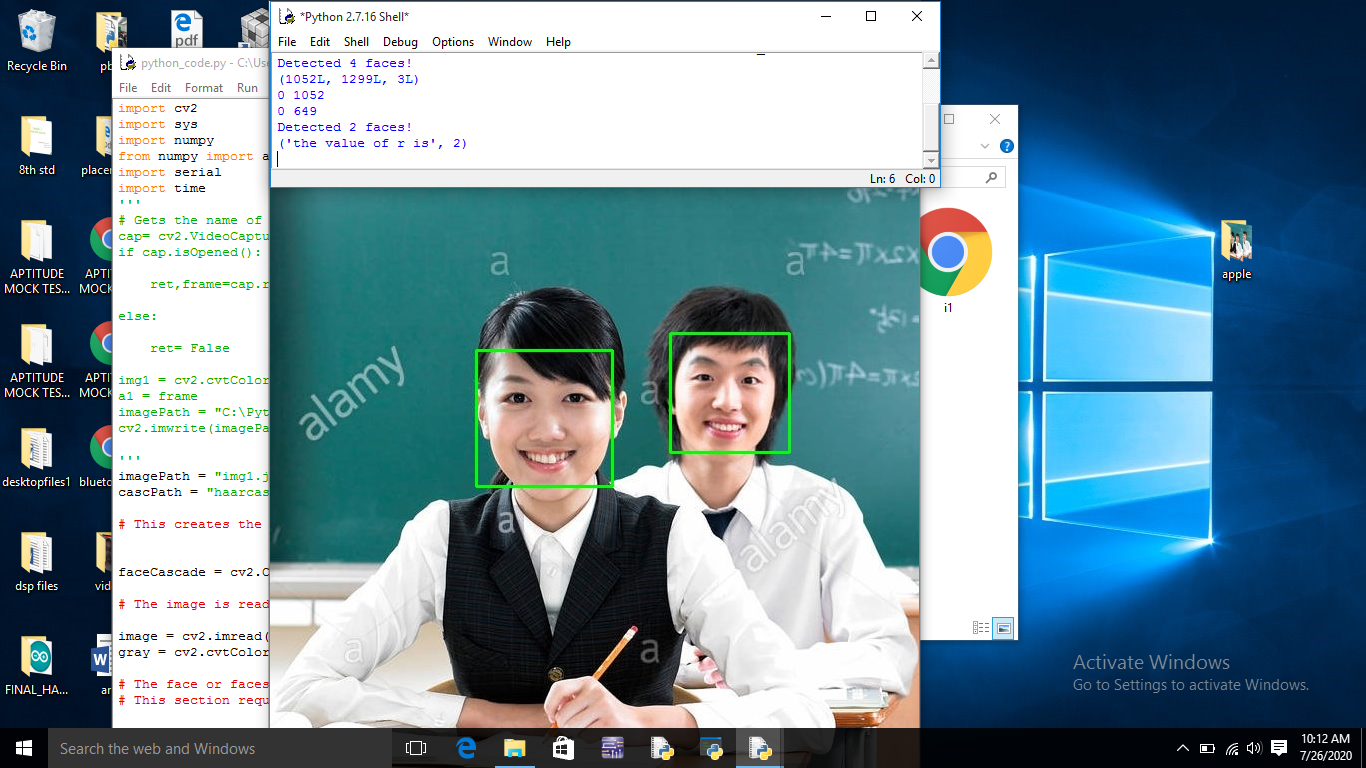 Recycle Bin
pb
pdf
8th std
placem
APTITUDE
MOCK TES...
APTI
MOCK
APTITUDE
MOCK TES...
APTI
MOCK
desktopfiles1
bluetc
dsp files
vid
FINAL_HA...
ar
python_code.py - C:\Use
File Edit Format Run
import cv2
import sys
import numpy
from numpy import a
import serial
import time
'''
# Gets the name of
cap= cv2.VideoCaptu
if cap.isOpened():
ret,frame=cap.r
else:
ret= False
img1 = cv2.cvtColor
a1 = frame
imagePath = "C:\Pyt
cv2.imwrite(imagePa
'''
imagePath = "img1.j
cascPath = "haarcas
# This creates the
faceCascade = cv2.C
# The image is read
image = cv2.imread(
gray = cv2.cvtColor
# The face or faces
# This section requ
*Python 2.7.16 Shell*
File Edit Shell Debug Options Window Help
Detected 4 faces!
(1052L, 1299L, 3L)
0 1052
0 649
Detected 2 faces!
('the value of r is', 2)
Ln: 6 Col: 0
a
a
alamy
a
a
alamy
a
a
i1
apple
Activate Windows
Go to Settings to activate Windows.
Search the web and Windows
10:12 AM
7/26/2020